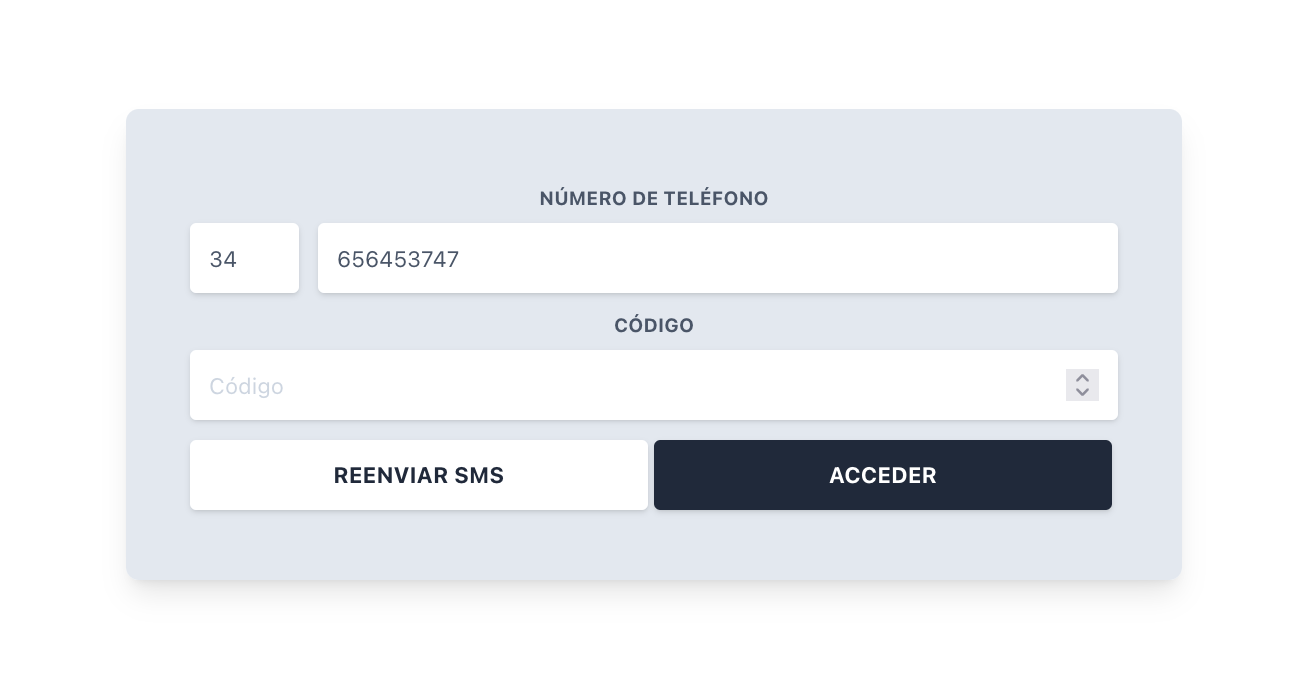 NÚMERO DE TELÉFONO
34 656453747
CÓDIGO
Código
REENVIAR SMS ACCEDER